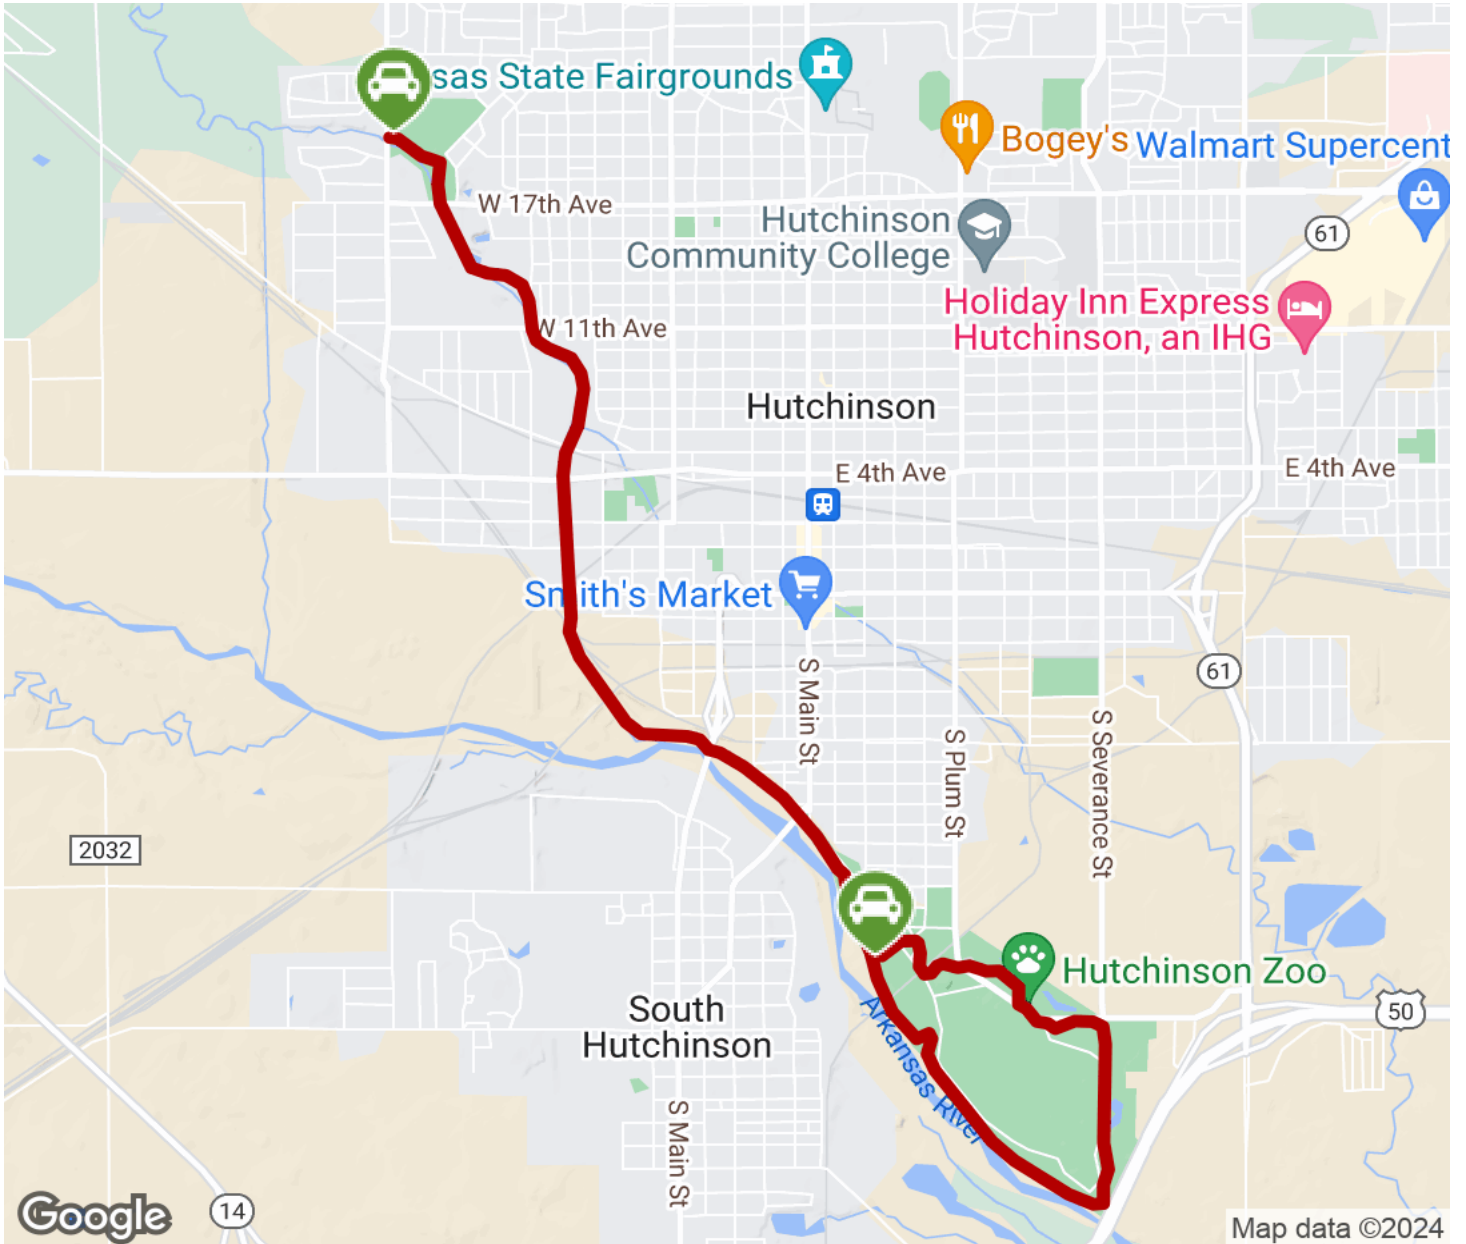 sas State Fairgrounds
Bogey's
Walmart Supercent
W 17th Ave
Hutchinson
Community College
61
Holiday Inn Express
Hutchinson, an IHG
W 11th Ave
Hutchinson
E 4th Ave
E 4th Ave
Smith's Market
S Main St
61
S Plum St
S Severance St
2032
Hutchinson Zoo
South
Hutchinson
Arkansas River
50
S Main St
14
Google
Map data ©2024